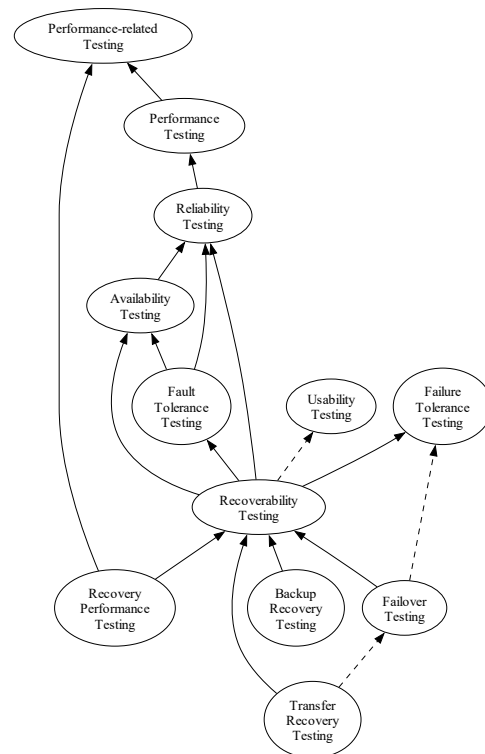 Performance-related
Testing
Performance
Testing
Reliability
Testing
Availability
Testing
Fault
Tolerance
Testing
Usability
Testing
Failure
Tolerance
Testing
Recoverability
Testing
Recovery
Performance
Testing
Backup
Recovery
Testing
Failover
Testing
Transfer
Recovery
Testing